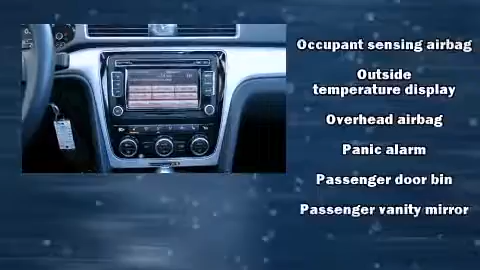 Occupant sensing airbag
Outside
temperature display
Overhead airbag
Panic alarm
Passenger door bin
Passenger vanity mirror